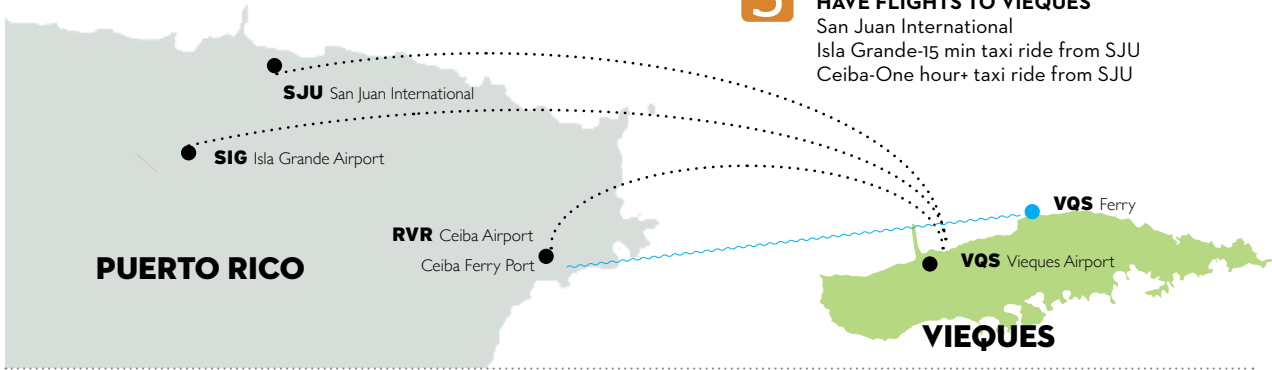 HAVE FLIGHTS TO VIEQUES
San Juan International
Isla Grande-15 min taxi ride from SJU
Ceiba-One hour+ taxi ride from SJU
SJU San Juan International
SIG Isla Grande Airport
VQS Ferry
RVR Ceiba Airport
Ceiba Ferry Port
VQS Vieques Airport
PUERTO RICO
VIEQUES